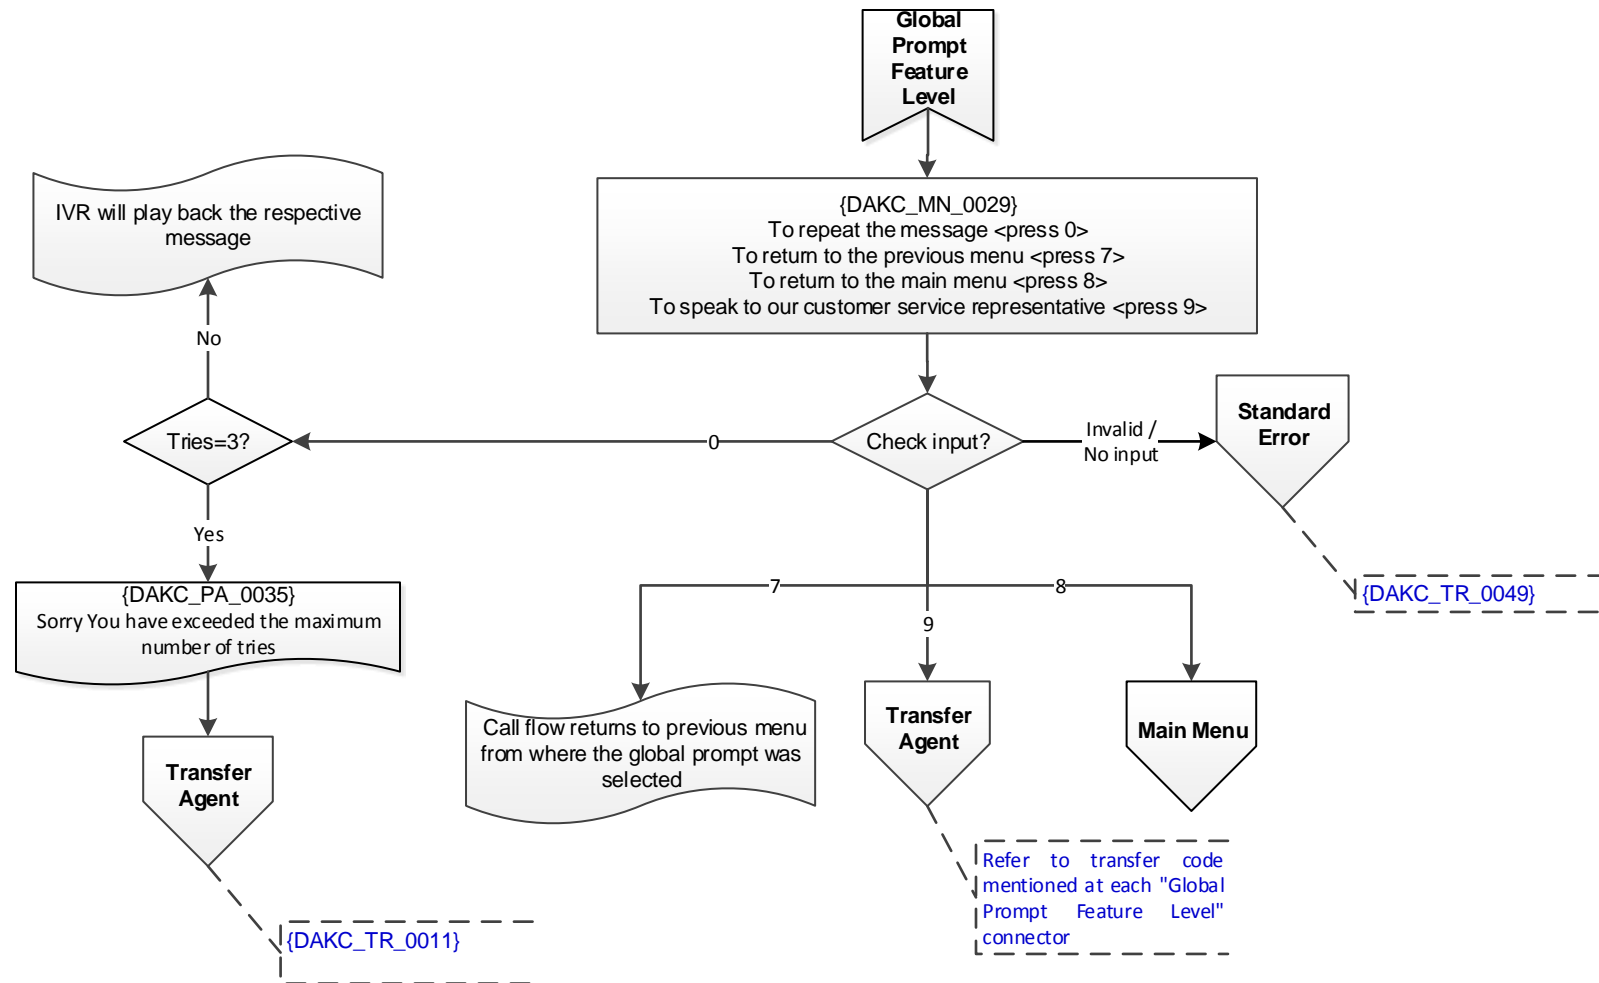 Global
Prompt
Feature
Level
{DAKC_MN_0029}
To repeat the message <press 0>
To return to the previous menu <press 7>
To return to the main menu <press 8>
To speak to our customer service representative <press 9>
IVR will play back the respective
message
No
Tries=3?
0
Check input?
Invalid /
No input
Standard
Error
{DAKC_TR_0049}
Yes
{DAKC_PA_0035}
Sorry You have exceeded the maximum
number of tries
Transfer
Agent
{DAKC_TR_0011}
7
9
8
Call flow returns to previous menu
from where the global prompt was
selected
Transfer
Agent
Main Menu
Refer to transfer code
mentioned at each "Global
Prompt Feature Level"
connector